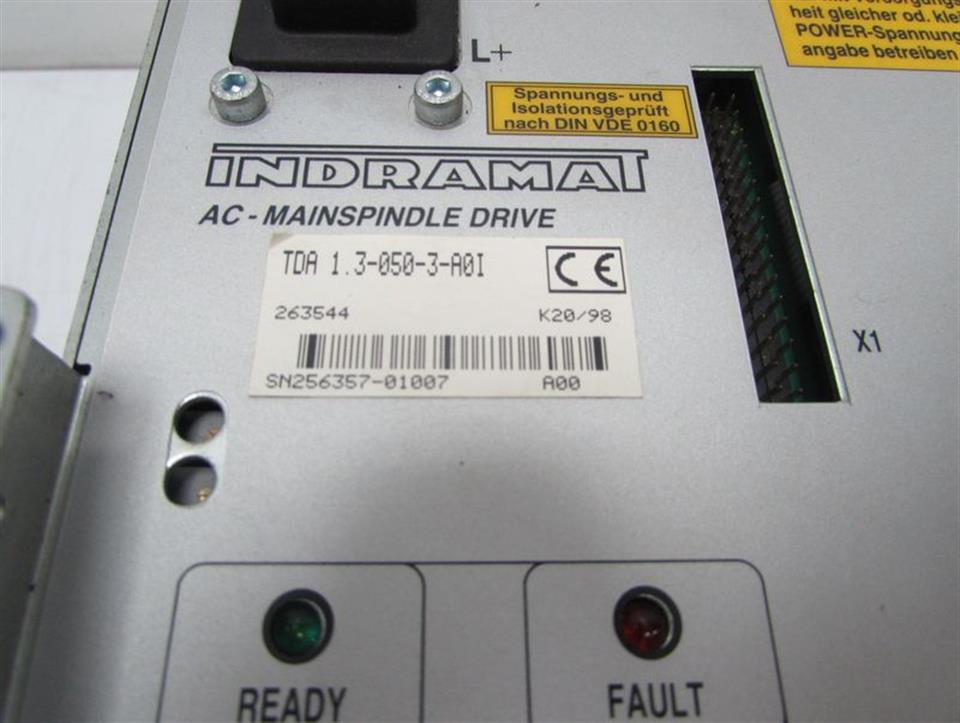 L+
heit gleicher od.
POWER-Spannung
angabe betreiben
Spannungs- und
Isolationsgeprüft
nach DIN VDE 0160
INDRAMAT
AC - MAINSPINDLE DRIVE
TDA 1.3-050-3-A0I
CE
263544
K20/98
SN256357-01007
A00
X1
READY
FAULT